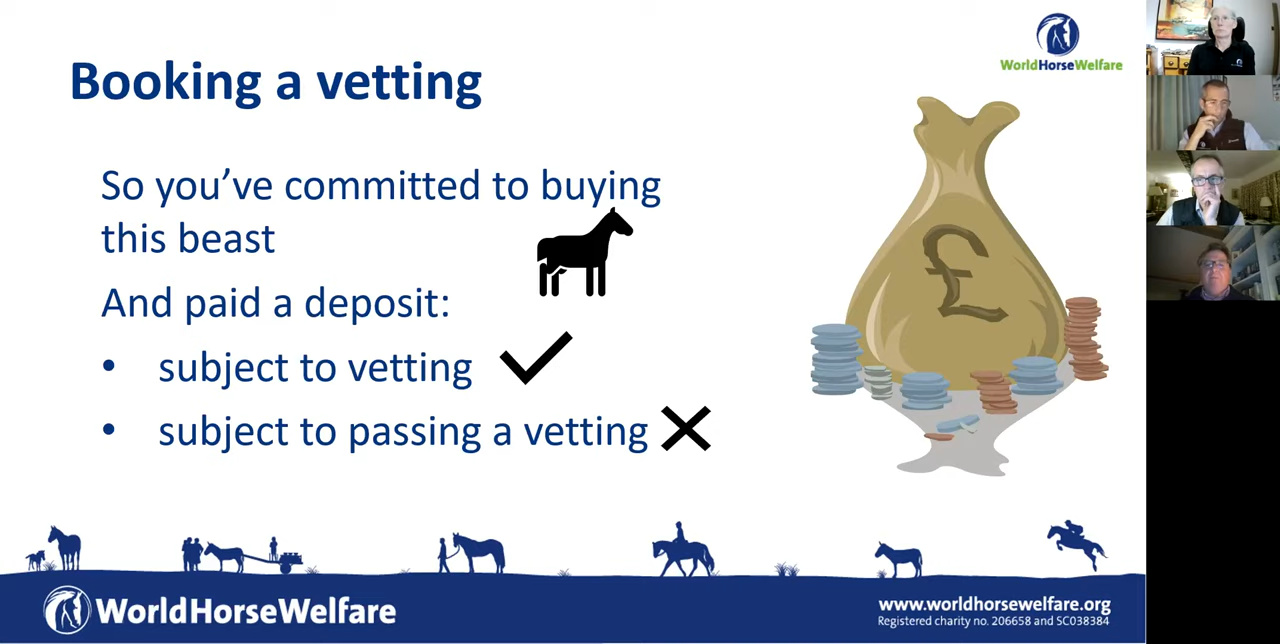 WorldHorseWelfare
Booking a vetting
So you've committed to buying
this beast
And paid a deposit:
• subject to vetting
• subject to passing a vetting
£
WorldHorseWelfare
www.worldhorsewelfare.org
Registered charity no. 206658 and SC038384